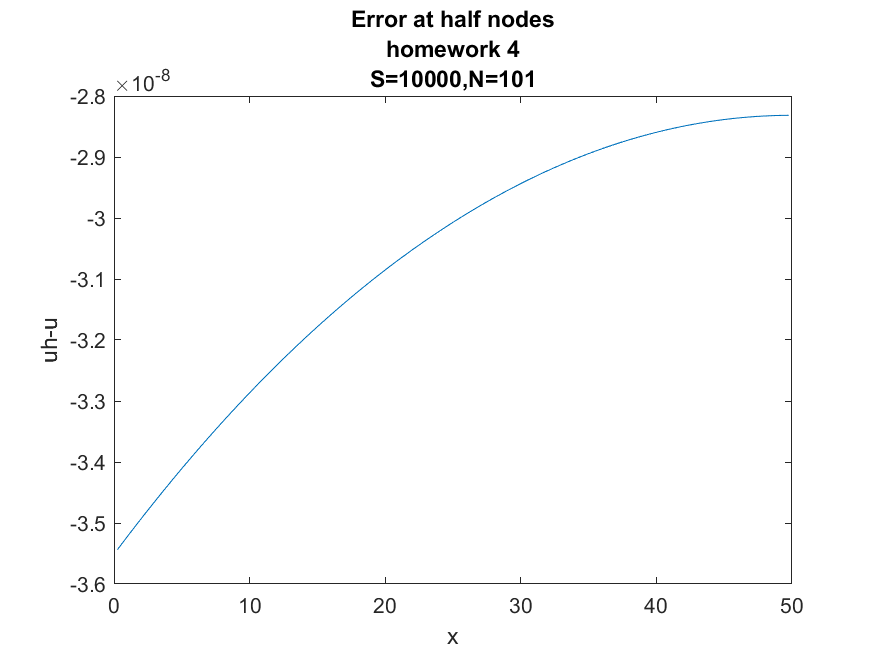 Error at half nodes
homework 4
S=10000,N=101
×10⁻⁸
-2.8
-2.9
-3
-3.1
-3.2
-3.3
-3.4
-3.5
-3.6
uh-u
0 10 20 30 40 50
x